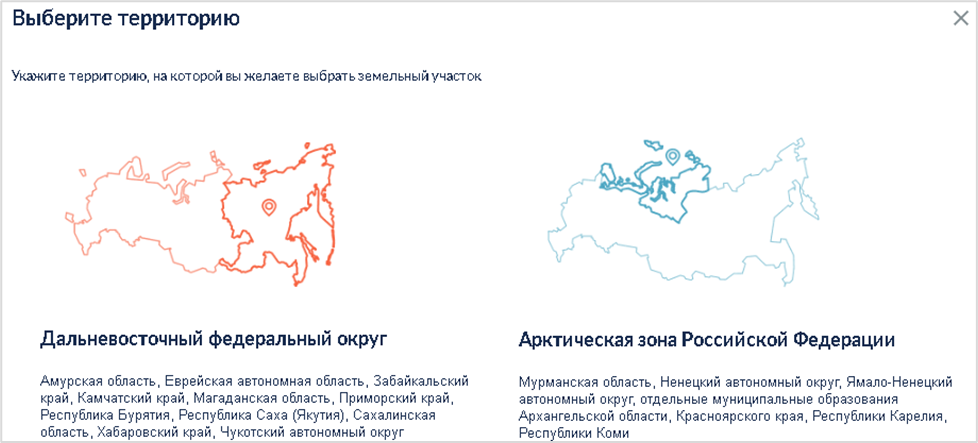 Выберите территорию
Укажите территорию, на которой вы желаете выбрать земельный участок
Дальневосточный федеральный округ
Амурская область, Еврейская автономная область, Забайкальский
край, Камчатский край, Магаданская область, Приморский край,
Республика Бурятия, Республика Саха (Якутия), Сахалинская
область, Хабаровский край, Чукотский автономный округ
Арктическая зона Российской Федерации
Мурманская область, Ненецкий автономный округ, Ямало-Ненецкий
автономный округ, отдельные муниципальные образования
Архангельской области, Красноярского края, Республики Карелия,
Республики Коми